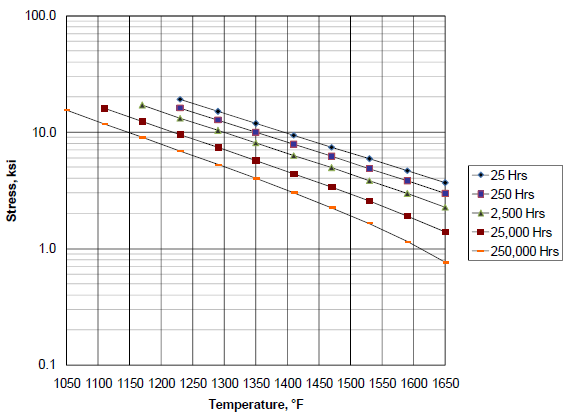 100.0
10.0
1.0
0.1
Stress, ksi
1050 1100 1150 1200 1250 1300 1350 1400 1450 1500 1550 1600 1650
Temperature, °F
25 Hrs
250 Hrs
2,500 Hrs
25,000 Hrs
250,000 Hrs